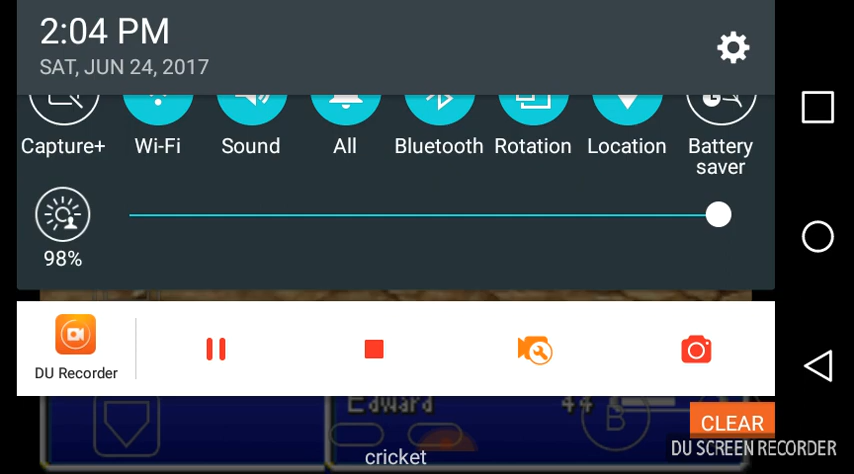 2:04 PM
SAT, JUN 24, 2017
Capture+ Wi-Fi Sound All Bluetooth Rotation Location Battery saver
98%
DU Recorder
Edward 44
B
CLEAR
DU SCREEN RECORDER
cricket